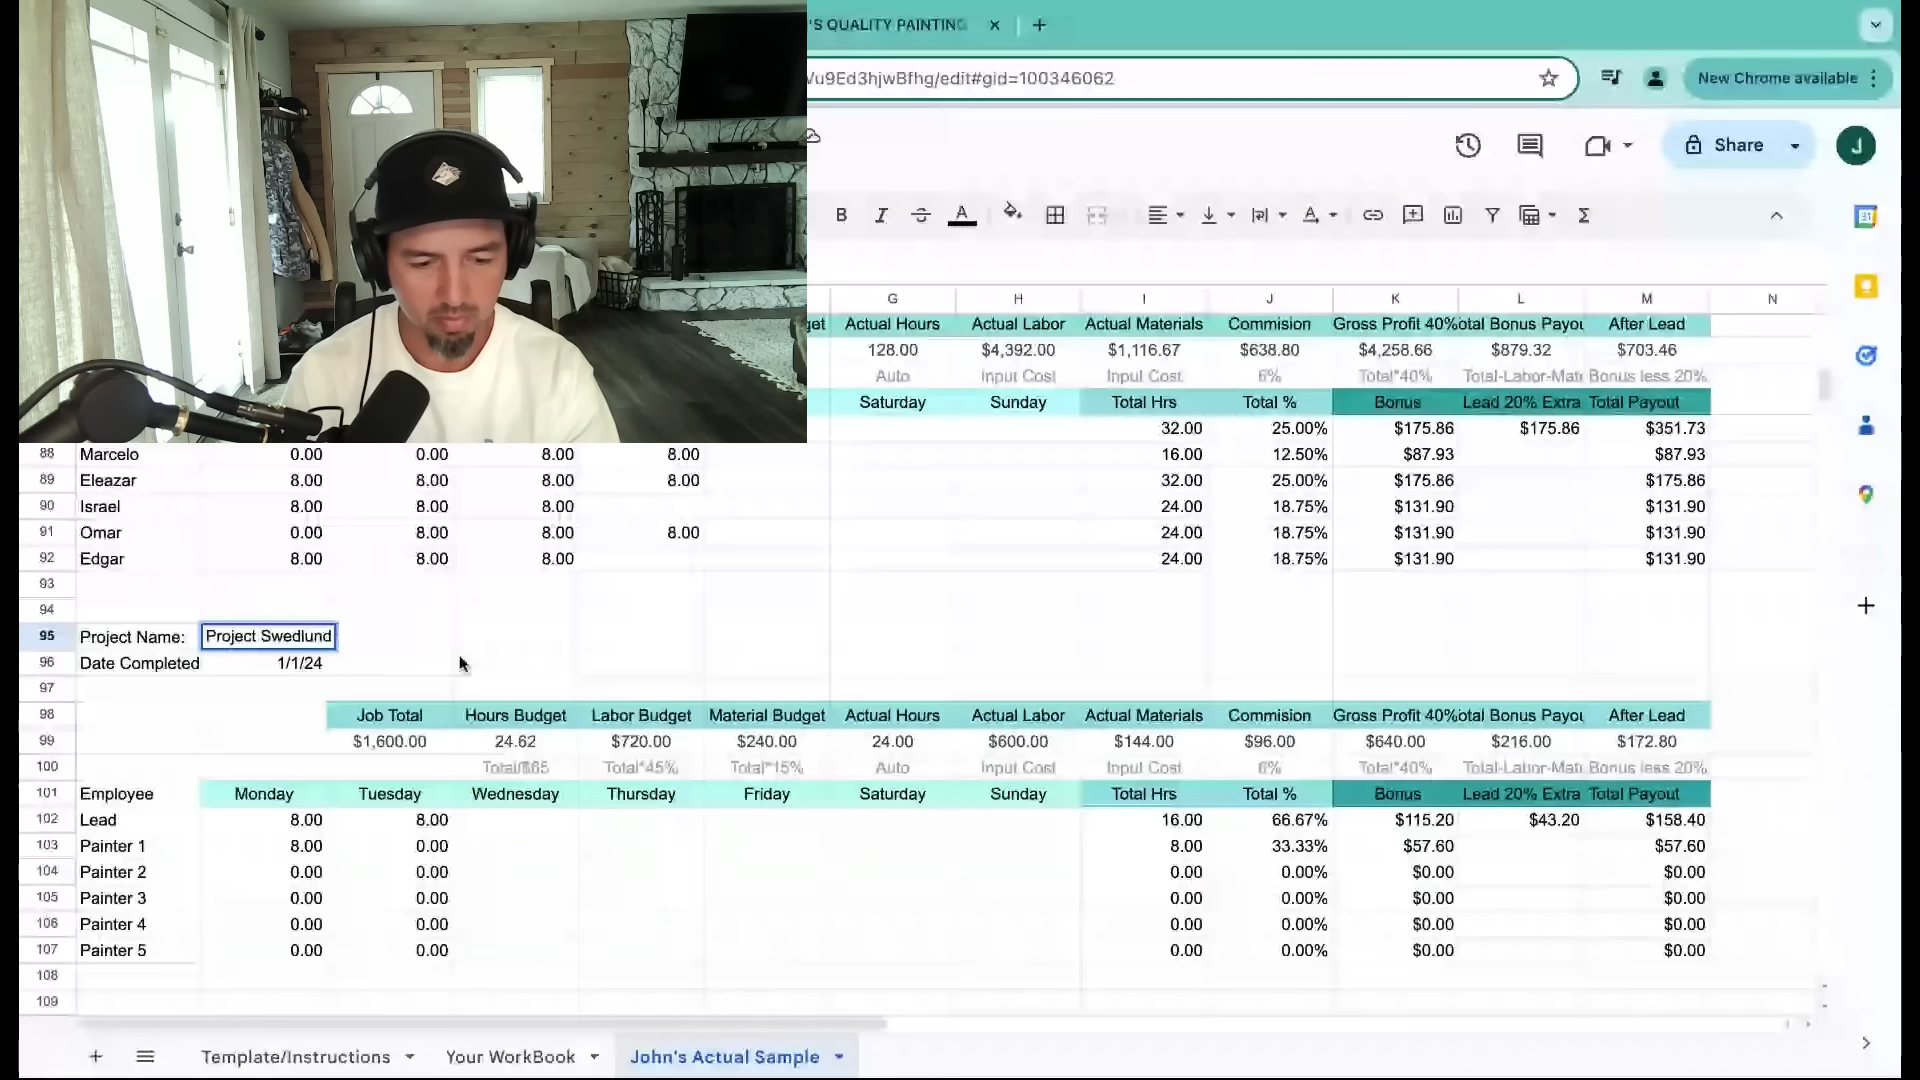 'S QUALITY PAINTING
/u9Ed3hjwBfhg/edit#gid=100346062
New Chrome available
Share
J
B I S A
31
G H I J K L M N
get Actual Hours Actual Labor Actual Materials Commision Gross Profit 40% otal Bonus Payou After Lead
128.00 $4,392.00 $1,116.67 $638.80 $4,258.66 $879.32 $703.46
Auto Input Cost Input Cost 6% Total*40% Total-Labor-Mate Bonus less 20%
Saturday Sunday Total Hrs Total % Bonus Lead 20% Extra Total Payout
32.00 25.00% $175.86 $175.86 $351.73
88 Marcelo 0.00 0.00 8.00 8.00 16.00 12.50% $87.93 $87.93
89 Eleazar 8.00 8.00 8.00 8.00 32.00 25.00% $175.86 $175.86
90 Israel 8.00 8.00 8.00 24.00 18.75% $131.90 $131.90
91 Omar 0.00 8.00 8.00 8.00 24.00 18.75% $131.90 $131.90
92 Edgar 8.00 8.00 8.00 24.00 18.75% $131.90 $131.90
93
94
95 Project Name: Project Swedlund
96 Date Completed 1/1/24
97
98 Job Total Hours Budget Labor Budget Material Budget Actual Hours Actual Labor Actual Materials Commision Gross Profit 40% otal Bonus Payou After Lead
99 $1,600.00 24.62 $720.00 $240.00 24.00 $600.00 $144.00 $96.00 $640.00 $216.00 $172.80
100 Total/$65 Total*45% Total*15% Auto Input Cost Input Cost 6% Total*40% Total-Labor-Mate Bonus less 20%
101 Employee Monday Tuesday Wednesday Thursday Friday Saturday Sunday Total Hrs Total % Bonus Lead 20% Extra Total Payout
102 Lead 8.00 8.00 16.00 66.67% $115.20 $43.20 $158.40
103 Painter 1 8.00 0.00 8.00 33.33% $57.60 $57.60
104 Painter 2 0.00 0.00 0.00 0.00% $0.00 $0.00
105 Painter 3 0.00 0.00 0.00 0.00% $0.00 $0.00
106 Painter 4 0.00 0.00 0.00 0.00% $0.00 $0.00
107 Painter 5 0.00 0.00 0.00 0.00% $0.00 $0.00
108
109
Template/Instructions Your WorkBook John's Actual Sample